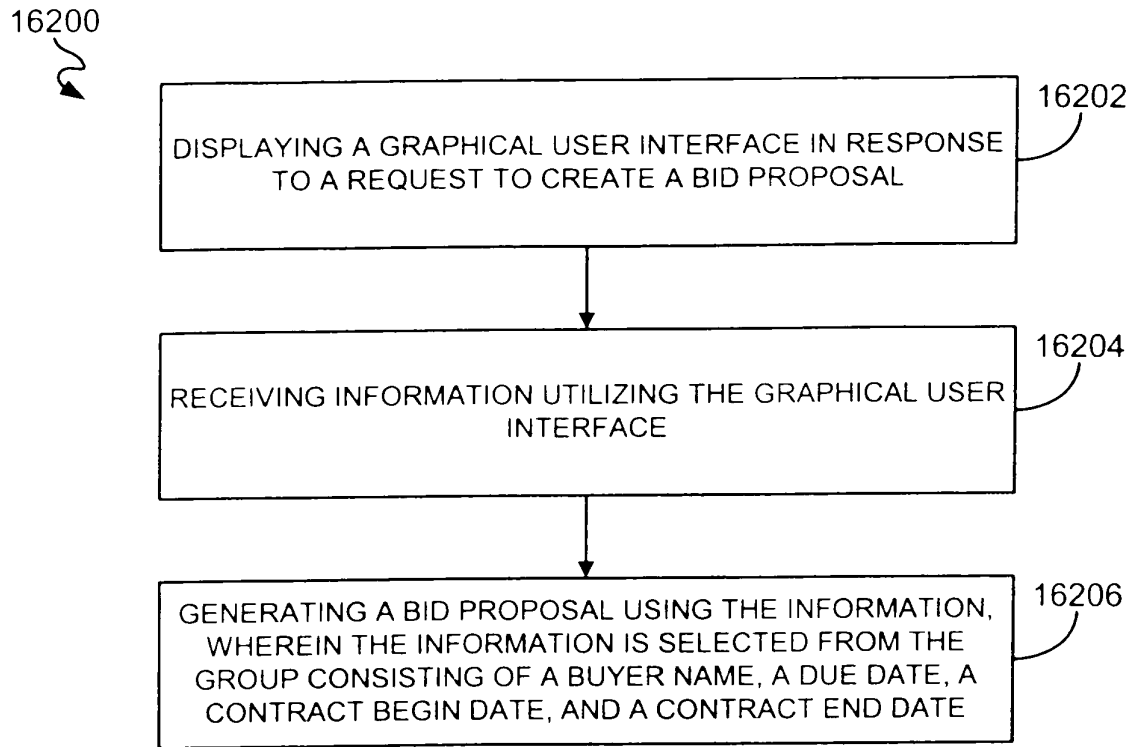 16200
16202
DISPLAYING A GRAPHICAL USER INTERFACE IN RESPONSE
TO A REQUEST TO CREATE A BID PROPOSAL
16204
RECEIVING INFORMATION UTILIZING THE GRAPHICAL USER
INTERFACE
16206
GENERATING A BID PROPOSAL USING THE INFORMATION,
WHEREIN THE INFORMATION IS SELECTED FROM THE
GROUP CONSISTING OF A BUYER NAME, A DUE DATE, A
CONTRACT BEGIN DATE, AND A CONTRACT END DATE